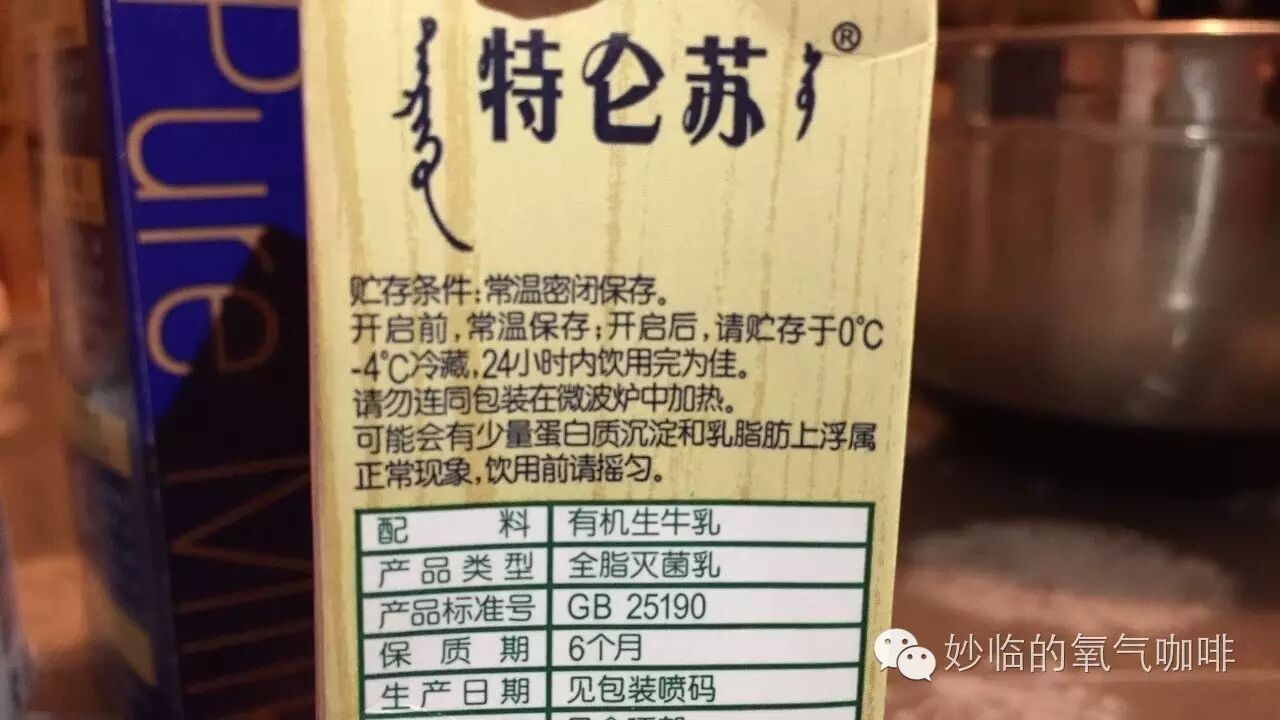 Pure
特仑苏®
贮存条件:常温密闭保存。
开启前,常温保存;开启后,请贮存于0℃
-4℃冷藏,24小时内饮用完为佳。
请勿连同包装在微波炉中加热。
可能会有少量蛋白质沉淀和乳脂肪上浮属
正常现象,饮用前请摇匀。
配料 有机生牛乳
产品类型 全脂灭菌乳
产品标准号 GB 25190
保质期 6个月
生产日期 见包装喷码
妙临的氧气咖啡